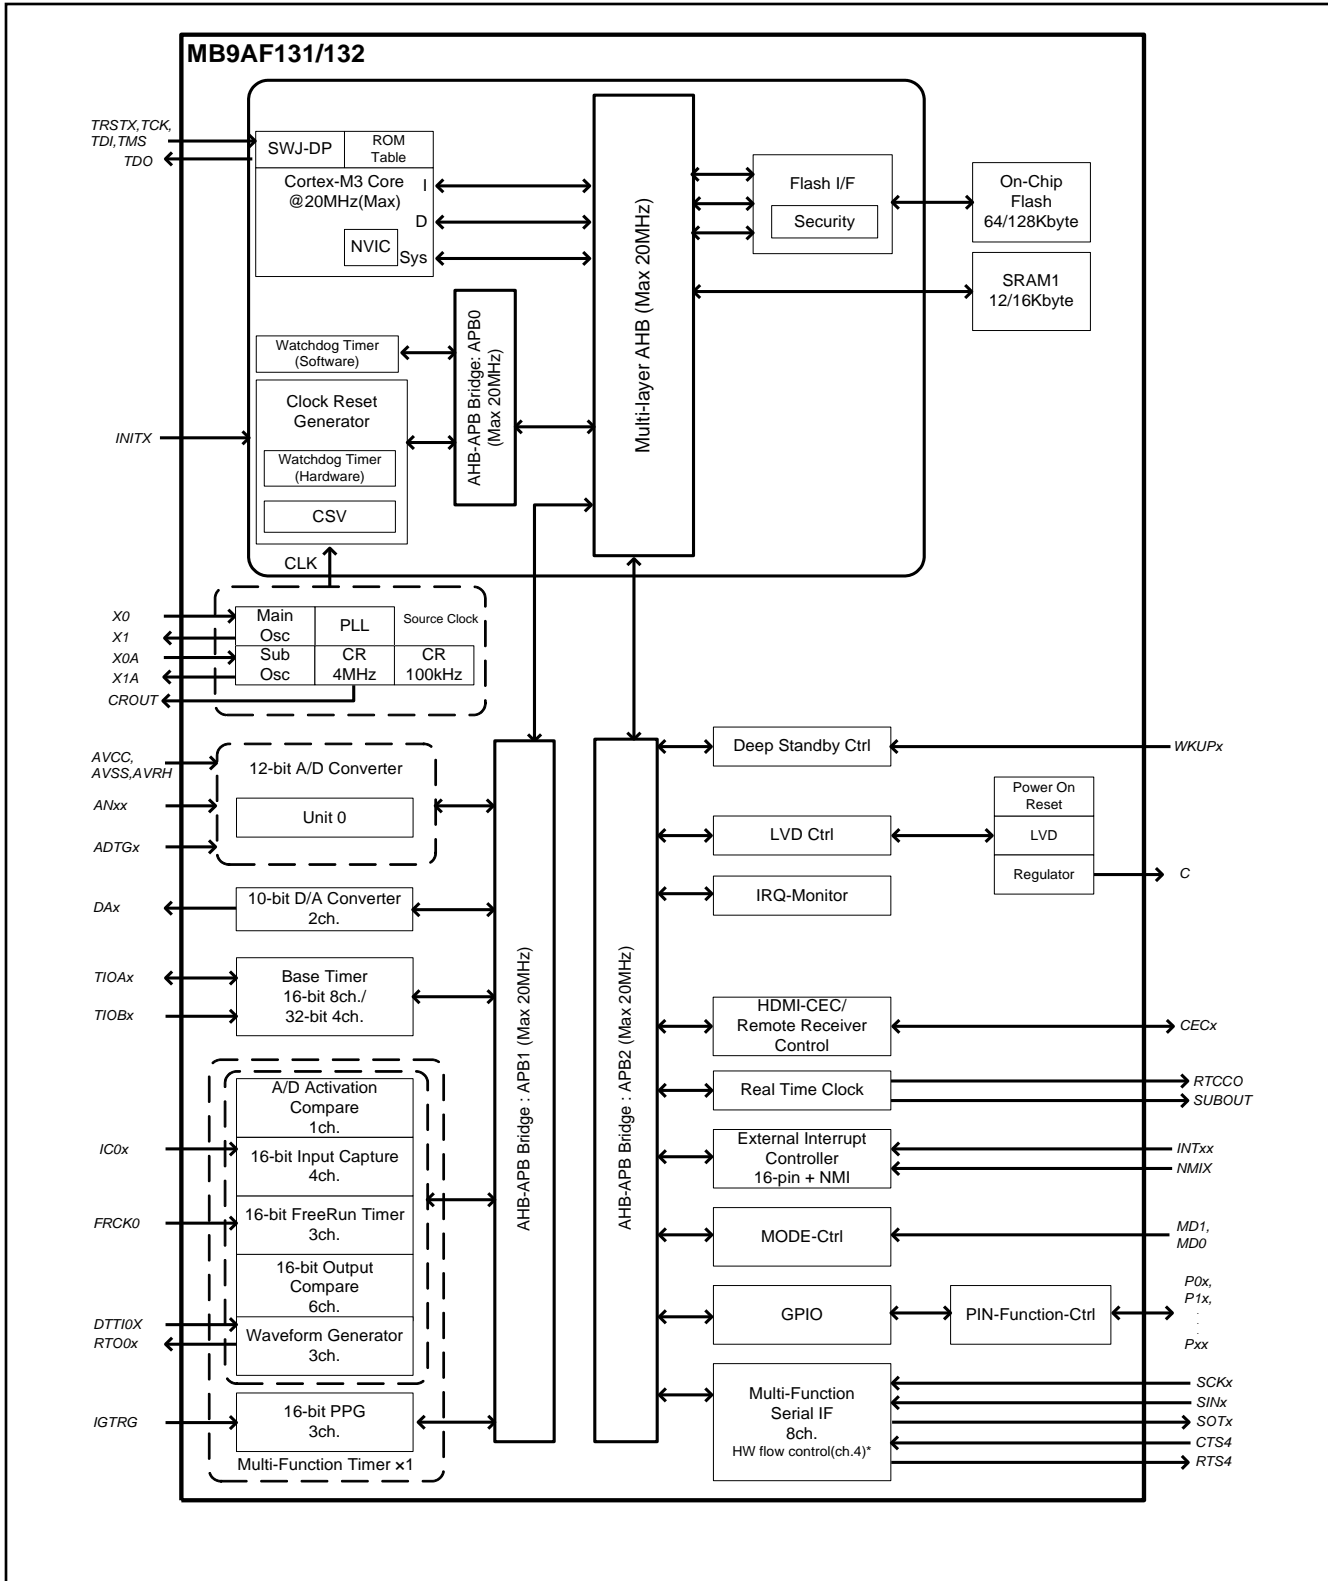 MB9AF131/132
TRSTX,TCK,
TDI,TMS
TDO
SWJ-DP
ROM
Table
Cortex-M3 Core
@20MHz(Max)
I
D
Sys
NVIC
Multi-layer AHB (Max 20MHz)
Flash I/F
Security
On-Chip
Flash
64/128Kbyte
SRAM1
12/16Kbyte
Watchdog Timer
(Software)
AHB-APB Bridge: APB0
(Max 20MHz)
INITX
Clock Reset
Generator
Watchdog Timer
(Hardware)
CSV
CLK
X0
X1
X0A
X1A
CROUT
Main
Osc
PLL
Source Clock
Sub
Osc
CR
4MHz
CR
100kHz
AVCC,
AVSS,AVRH
ANxx
ADTGx
12-bit A/D Converter
Unit 0
DAx
10-bit D/A Converter
2ch.
TIOAx
TIOBx
Base Timer
16-bit 8ch./
32-bit 4ch.
A/D Activation
Compare
1ch.
IC0x
16-bit Input Capture
4ch.
FRCK0
16-bit FreeRun Timer
3ch.
16-bit Output
Compare
6ch.
DTTI0X
RTO0x
Waveform Generator
3ch.
IGTRG
16-bit PPG
3ch.
Multi-Function Timer ×1
AHB-APB Bridge : APB1 (Max 20MHz)
AHB-APB Bridge : APB2 (Max 20MHz)
Deep Standby Ctrl
WKUPx
LVD Ctrl
Power On
Reset
LVD
Regulator
C
IRQ-Monitor
HDMI-CEC/
Remote Receiver
Control
CECx
Real Time Clock
RTCCO
SUBOUT
External Interrupt
Controller
16-pin + NMI
INTxx
NMIX
MODE-Ctrl
MD1,
MD0
GPIO
PIN-Function-Ctrl
P0x,
P1x,
.
.
Pxx
Multi-Function
Serial IF
8ch.
HW flow control(ch.4)*
SCKx
SINx
SOTx
CTS4
RTS4